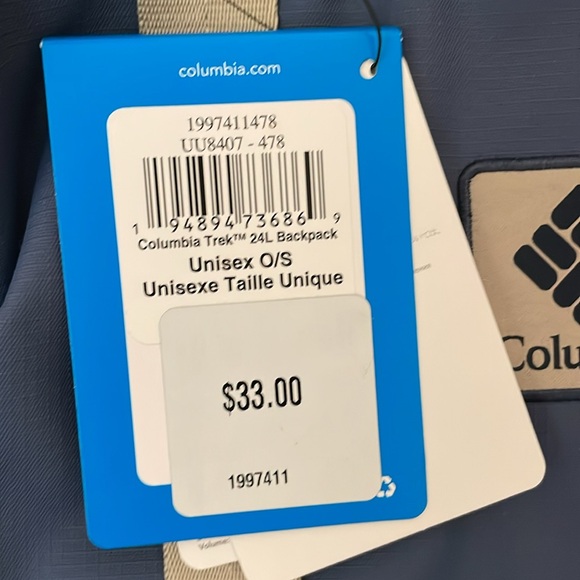 columbia.com
1997411478
UU8407 - 478
1 94894 73686 9
Columbia Trek™ 24L Backpack
Unisex O/S
Unisexe Taille Unique
$33.00
1997411
Colu
Volume: